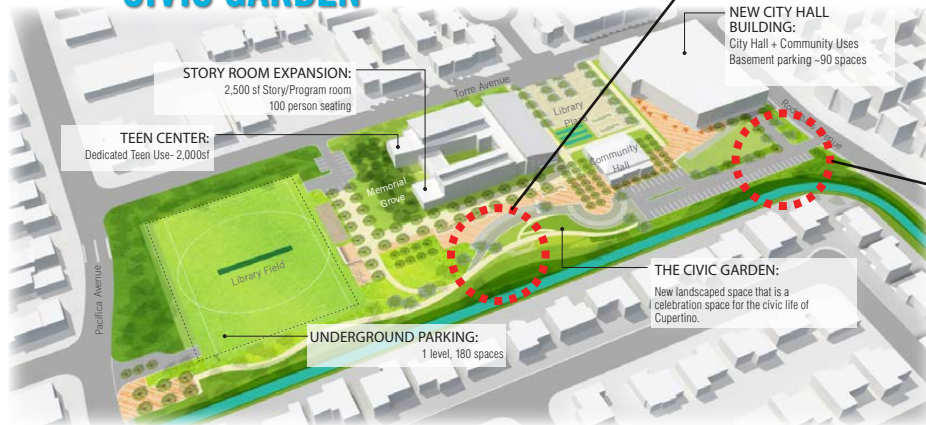 CIVIC GARDEN
NEW CITY HALL
BUILDING:
City Hall + Community Uses
Basement parking ~90 spaces
STORY ROOM EXPANSION:
2,500 sf Story/Program room
100 person seating
TEEN CENTER:
Dedicated Teen Use- 2,000sf
Torre Avenue
Library
Plaza
Community
Hall
Avenue
Memorial
Grove
Library Field
Pacifica Avenue
THE CIVIC GARDEN:
New landscaped space that is a
celebration space for the civic life of
Cupertino.
UNDERGROUND PARKING:
1 level, 180 spaces